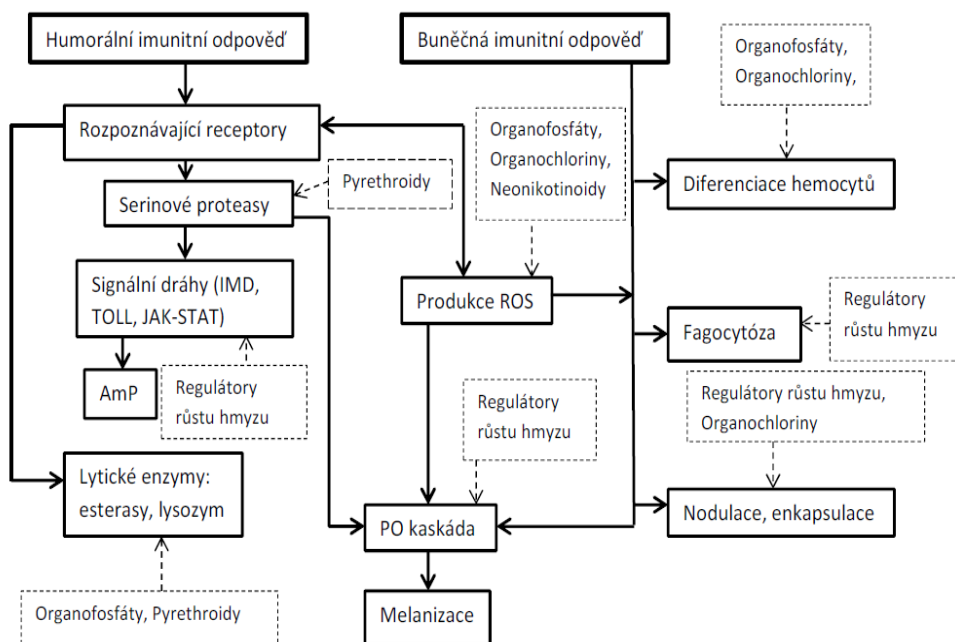 Humorální imunitní odpověď
Buněčná imunitní odpověď
Organofosfáty,
Organochloriny,
Rozpoznávající receptory
Organofosfáty,
Organochloriny,
Neonikotinoidy
Pyrethroidy
Diferenciace hemocytů
Serinové proteasy
Signální dráhy (IMD,
TOLL, JAK-STAT)
Produkce ROS
Regulátory
růstu hmyzu
Fagocytóza
AmP
Regulátory
růstu hmyzu
Regulátory
růstu hmyzu
Regulátory růstu hmyzu,
Organochloriny
Lytické enzymy:
esterasy, lysozym
PO kaskáda
Nodulace, enkapsulace
Organofosfáty, Pyrethroidy
Melanizace